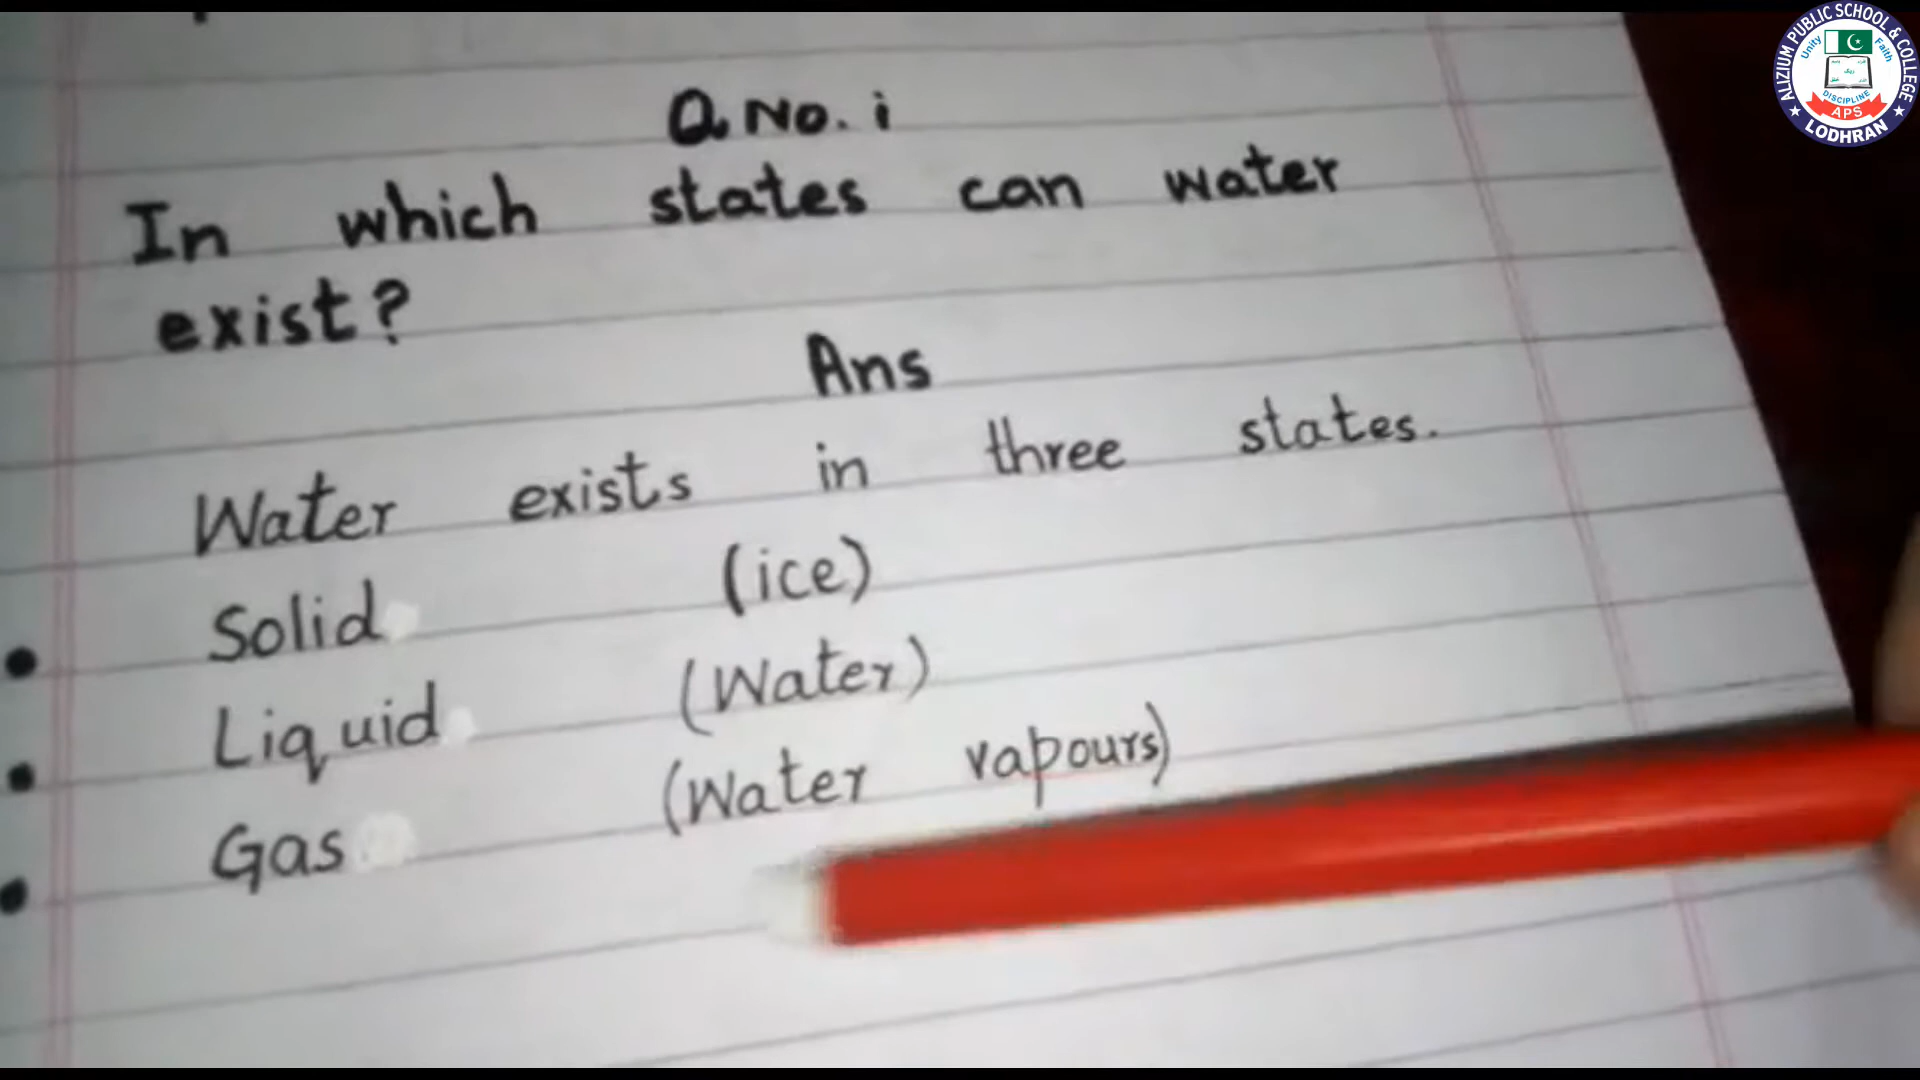 Q No. i
In which states can water
exist?
Ans
Water exists in three states.
Solid (ice)
Liquid (Water)
Gas (Water vapours)
ALIZIUM PUBLIC SCHOOL & COLLEGE
Unity
Faith
DISCIPLINE
APS
LODHRAN